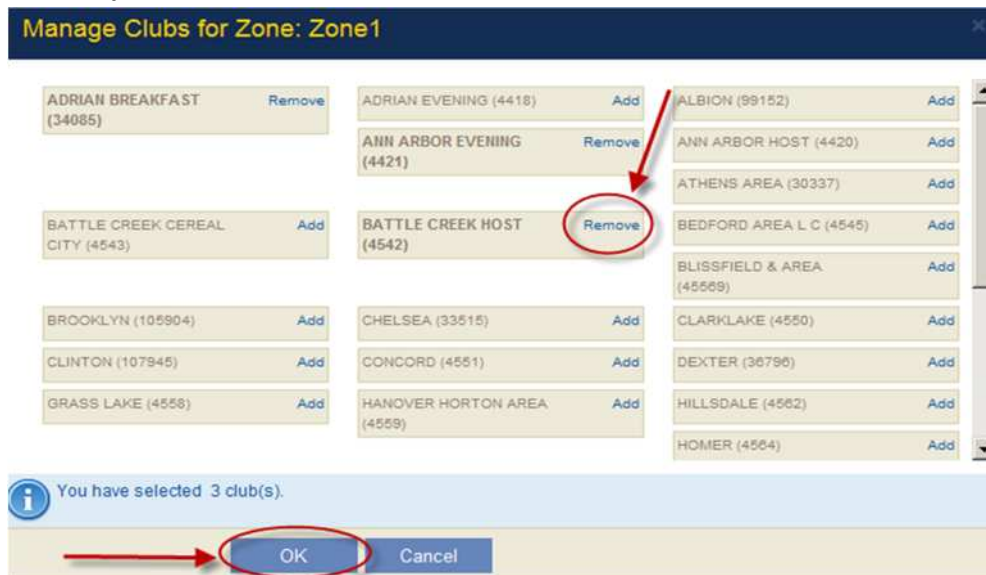 Manage Clubs for Zone: Zone1
ADRIAN BREAKFAST Remove
(34085)
ADRIAN EVENING (4418) Add
ALBION (99152) Add
ANN ARBOR EVENING Remove
(4421)
ANN ARBOR HOST (4420) Add
ATHENS AREA (30337) Add
BATTLE CREEK CEREAL Add
CITY (4543)
BATTLE CREEK HOST Remove
(4542)
BEDFORD AREA L C (4545) Add
BLISSFIELD & AREA Add
(45569)
BROOKLYN (105904) Add
CHELSEA (33515) Add
CLARKLAKE (4550) Add
CLINTON (107945) Add
CONCORD (4551) Add
DEXTER (36796) Add
GRASS LAKE (4558) Add
HANOVER HORTON AREA Add
(4559)
HILLSDALE (4562) Add
HOMER (4564) Add
i
You have selected 3 club(s).
OK
Cancel